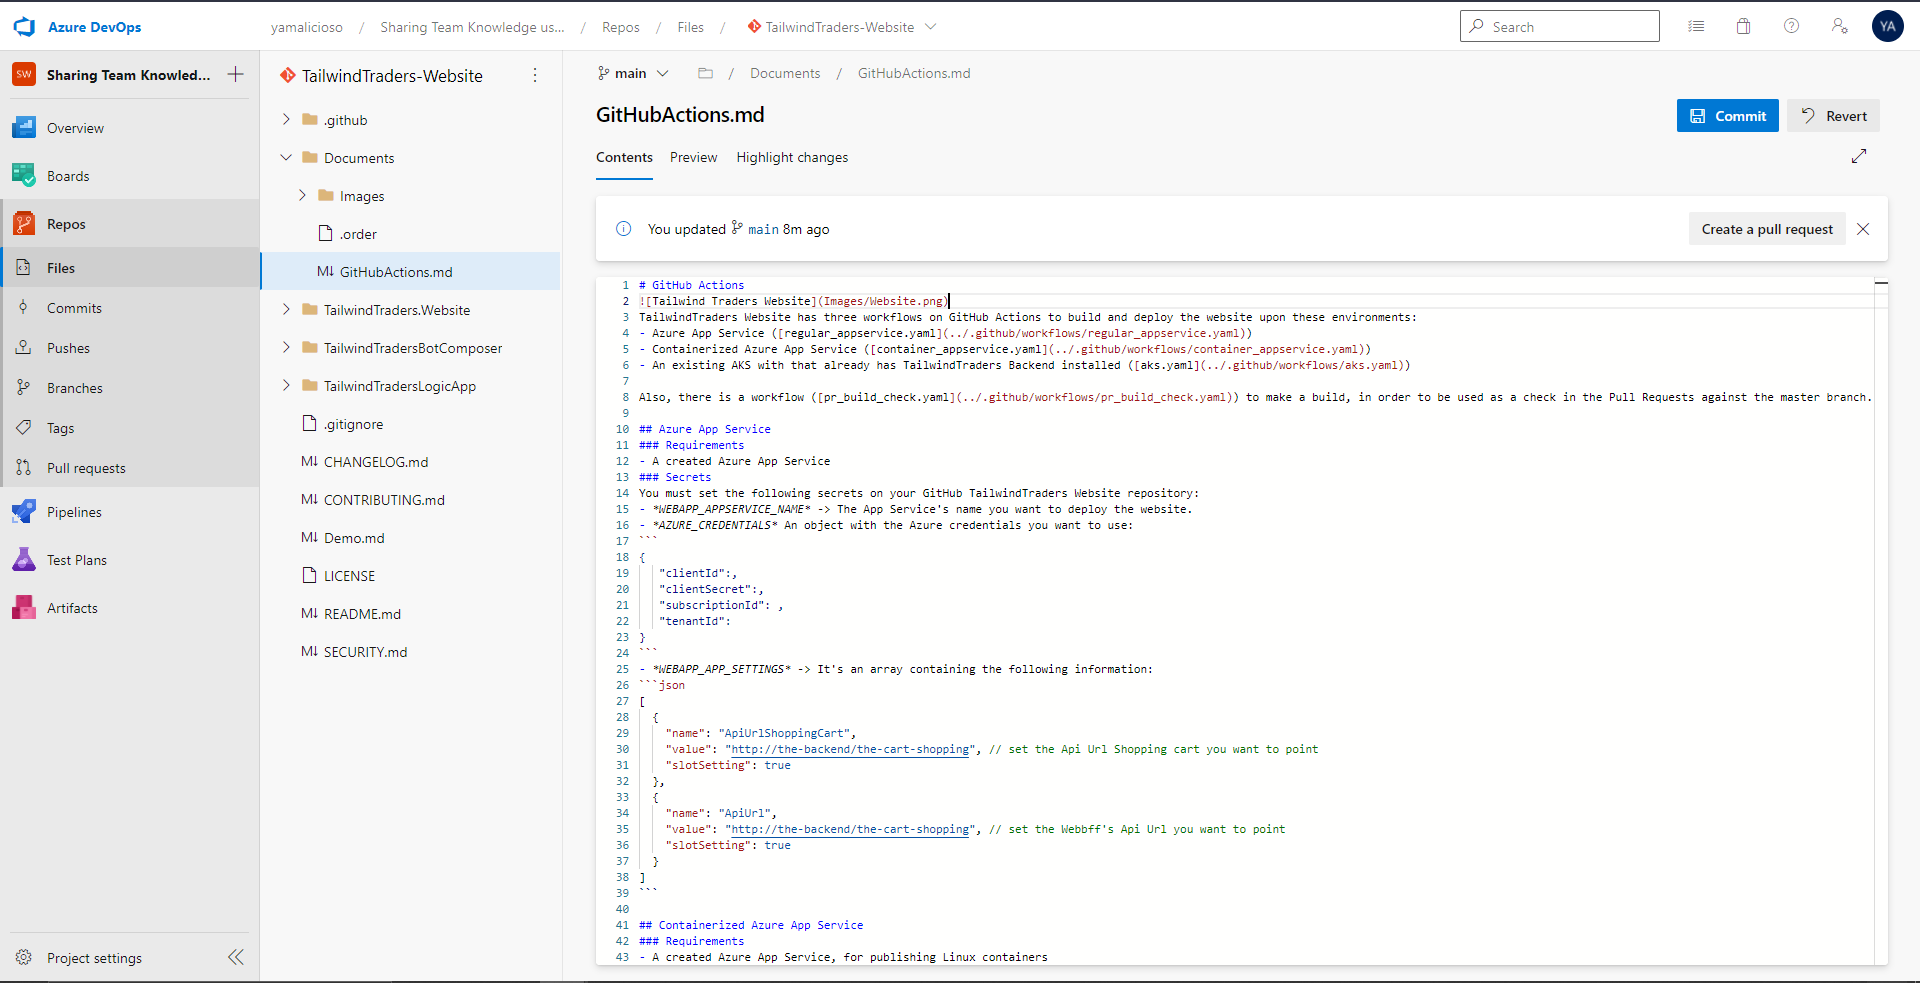 Azure DevOps
yamalicioso / Sharing Team Knowledge us... / Repos / Files / TailwindTraders-Website
Search
YA
SW Sharing Team Knowled...
Overview
Boards
Repos
Files
Commits
Pushes
Branches
Tags
Pull requests
Pipelines
Test Plans
Artifacts
Project settings
TailwindTraders-Website
.github
Documents
Images
.order
GitHubActions.md
TailwindTraders.Website
TailwindTradersBotComposer
TailwindTradersLogicApp
.gitignore
CHANGELOG.md
CONTRIBUTING.md
Demo.md
LICENSE
README.md
SECURITY.md
main / Documents / GitHubActions.md
GitHubActions.md
Commit
Revert
Contents Preview Highlight changes
You updated main 8m ago
Create a pull request
1 # GitHub Actions
2 ![Tailwind Traders Website](Images/Website.png)
3 TailwindTraders Website has three workflows on GitHub Actions to build and deploy the website upon these environments:
4 - Azure App Service ([regular_appservice.yaml](../.github/workflows/regular_appservice.yaml))
5 - Containerized Azure App Service ([container_appservice.yaml](../.github/workflows/container_appservice.yaml))
6 - An existing AKS with that already has TailwindTraders Backend installed ([aks.yaml](../.github/workflows/aks.yaml))
7
8 Also, there is a workflow ([pr_build_check.yaml](../.github/workflows/pr_build_check.yaml)) to make a build, in order to be used as a check in the Pull Requests against the master branch.
9
10 ## Azure App Service
11 ### Requirements
12 - A created Azure App Service
13 ### Secrets
14 You must set the following secrets on your GitHub TailwindTraders Website repository:
15 - *WEBAPP_APPSERVICE_NAME* -> The App Service's name you want to deploy the website.
16 - *AZURE_CREDENTIALS* An object with the Azure credentials you want to use:
17 ```
18 {
19 "clientId":,
20 "clientSecret":,
21 "subscriptionId": ,
22 "tenantId":
23 }
24 ```
25 - *WEBAPP_APP_SETTINGS* -> It's an array containing the following information:
26 ```json
27 [
28 {
29 "name": "ApiUrlShoppingCart",
30 "value": "http://the-backend/the-cart-shopping", // set the Api Url Shopping cart you want to point
31 "slotSetting": true
32 },
33 {
34 "name": "ApiUrl",
35 "value": "http://the-backend/the-cart-shopping", // set the Webbff's Api Url you want to point
36 "slotSetting": true
37 }
38 ]
39 ```
40
41 ## Containerized Azure App Service
42 ### Requirements
43 - A created Azure App Service, for publishing Linux containers